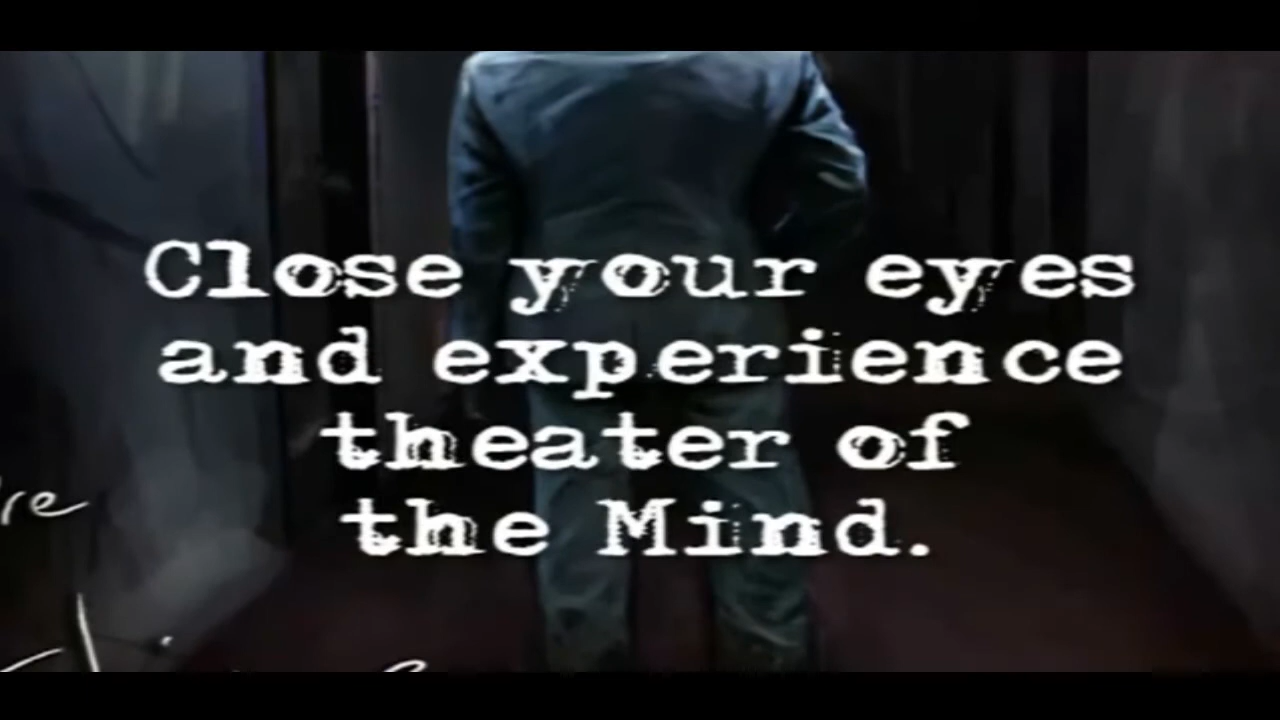 Close your eyes
and experience
theater of
the Mind.